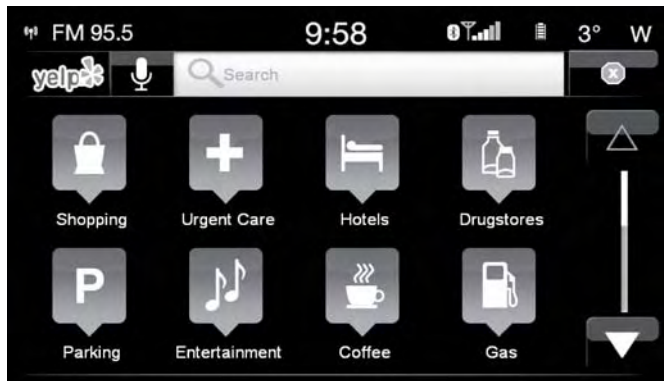 FM 95.5 9:58 3° W
yelp Search
Shopping Urgent Care Hotels Drugstores
P
Parking Entertainment Coffee Gas